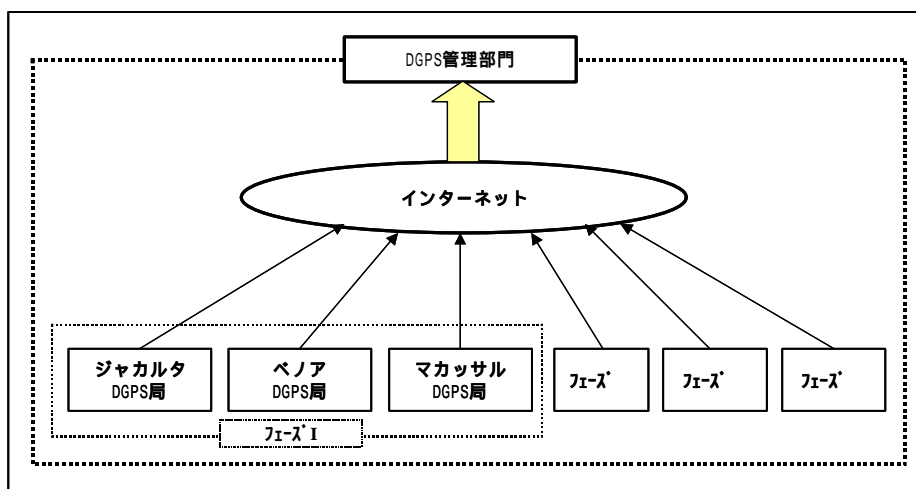 DGPS管理部門
インターネット
ジャカルタ
DGPS局
ベノア
DGPS局
マカッサル
DGPS局
ﾌｪｰｽﾞ
ﾌｪｰｽﾞ
ﾌｪｰｽﾞ
ﾌｪｰｽﾞ I